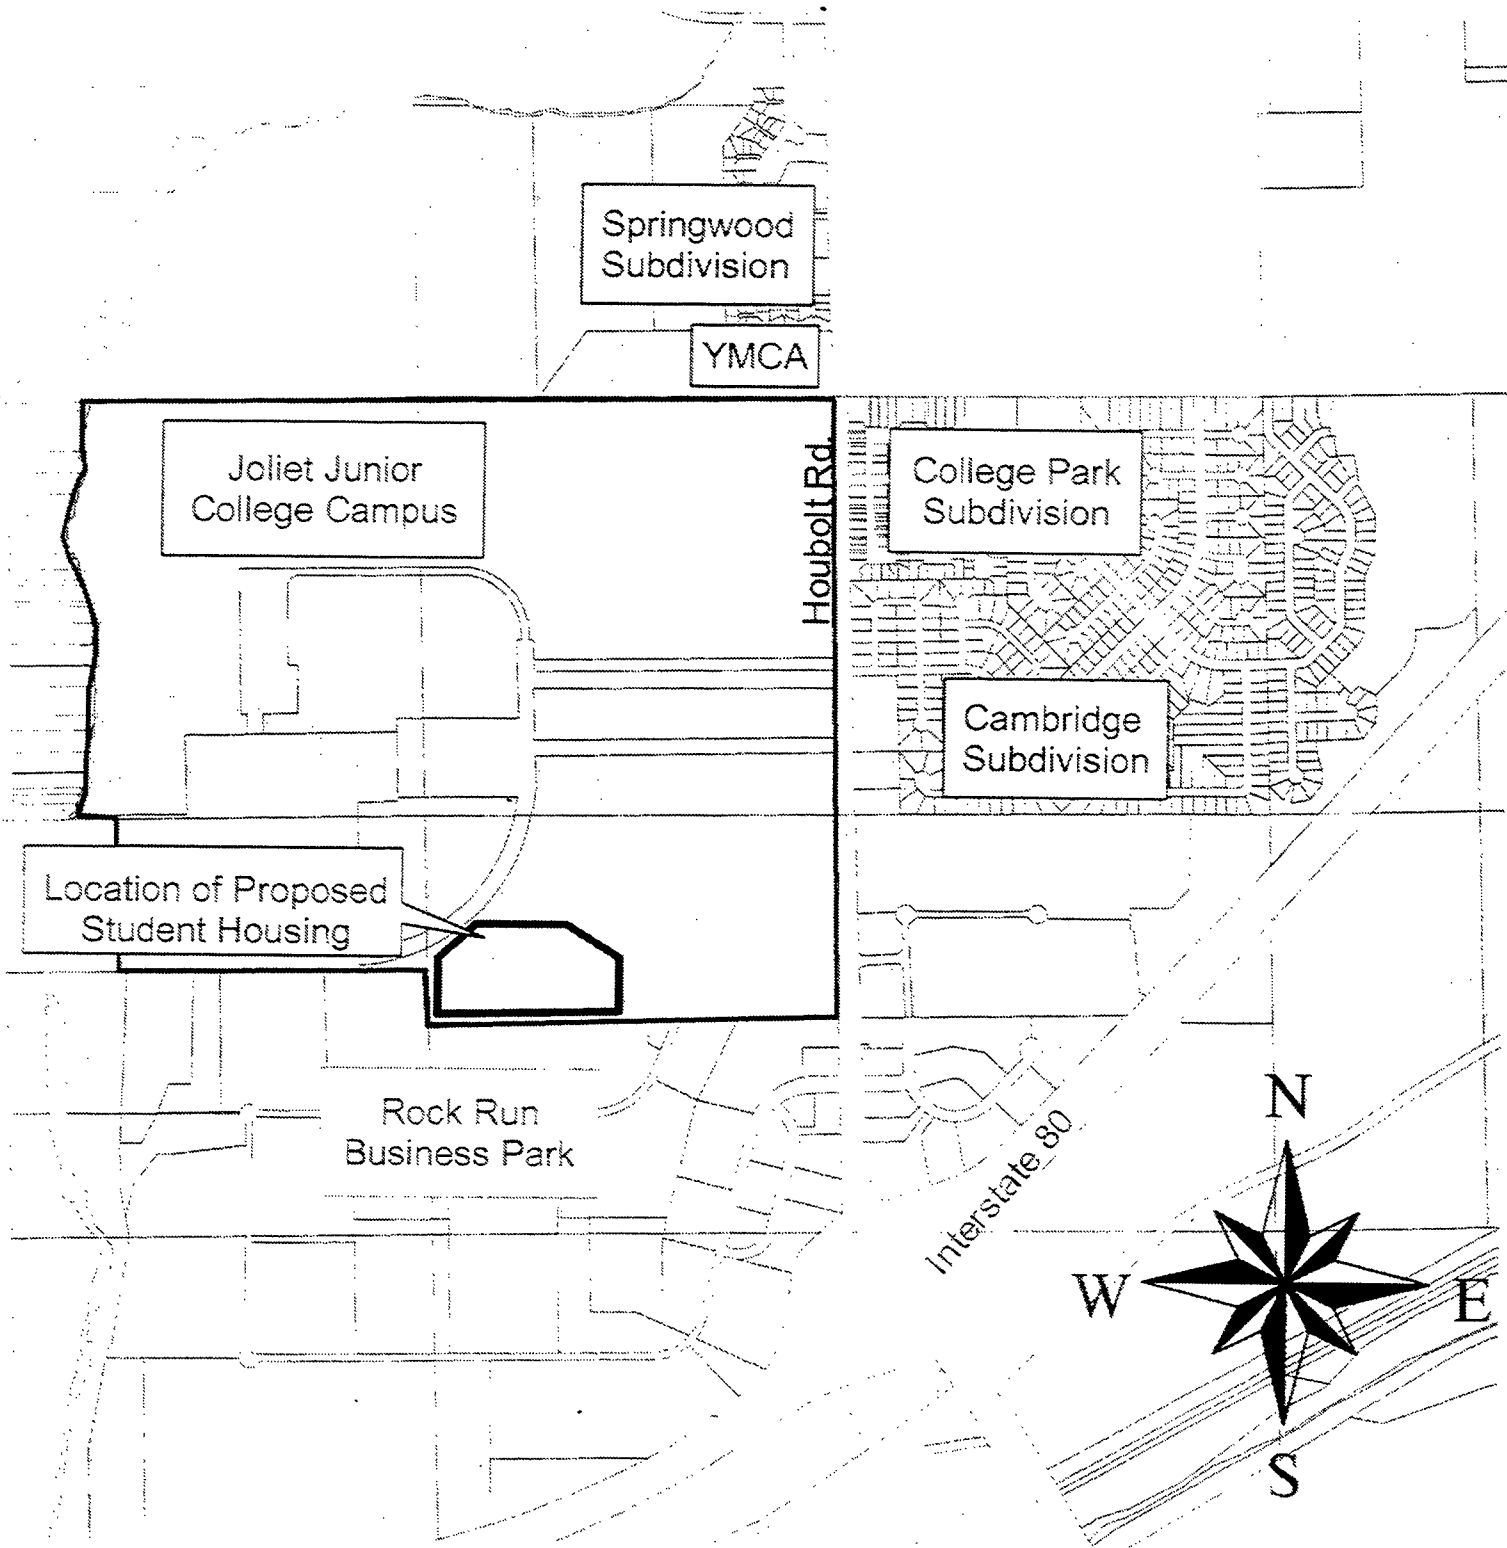 Springwood
Subdivision
YMCA
Joliet Junior
College Campus
Houbolt Rd.
College Park
Subdivision
Cambridge
Subdivision
Location of Proposed
Student Housing
Rock Run
Business Park
Interstate 80
N
W
E
S